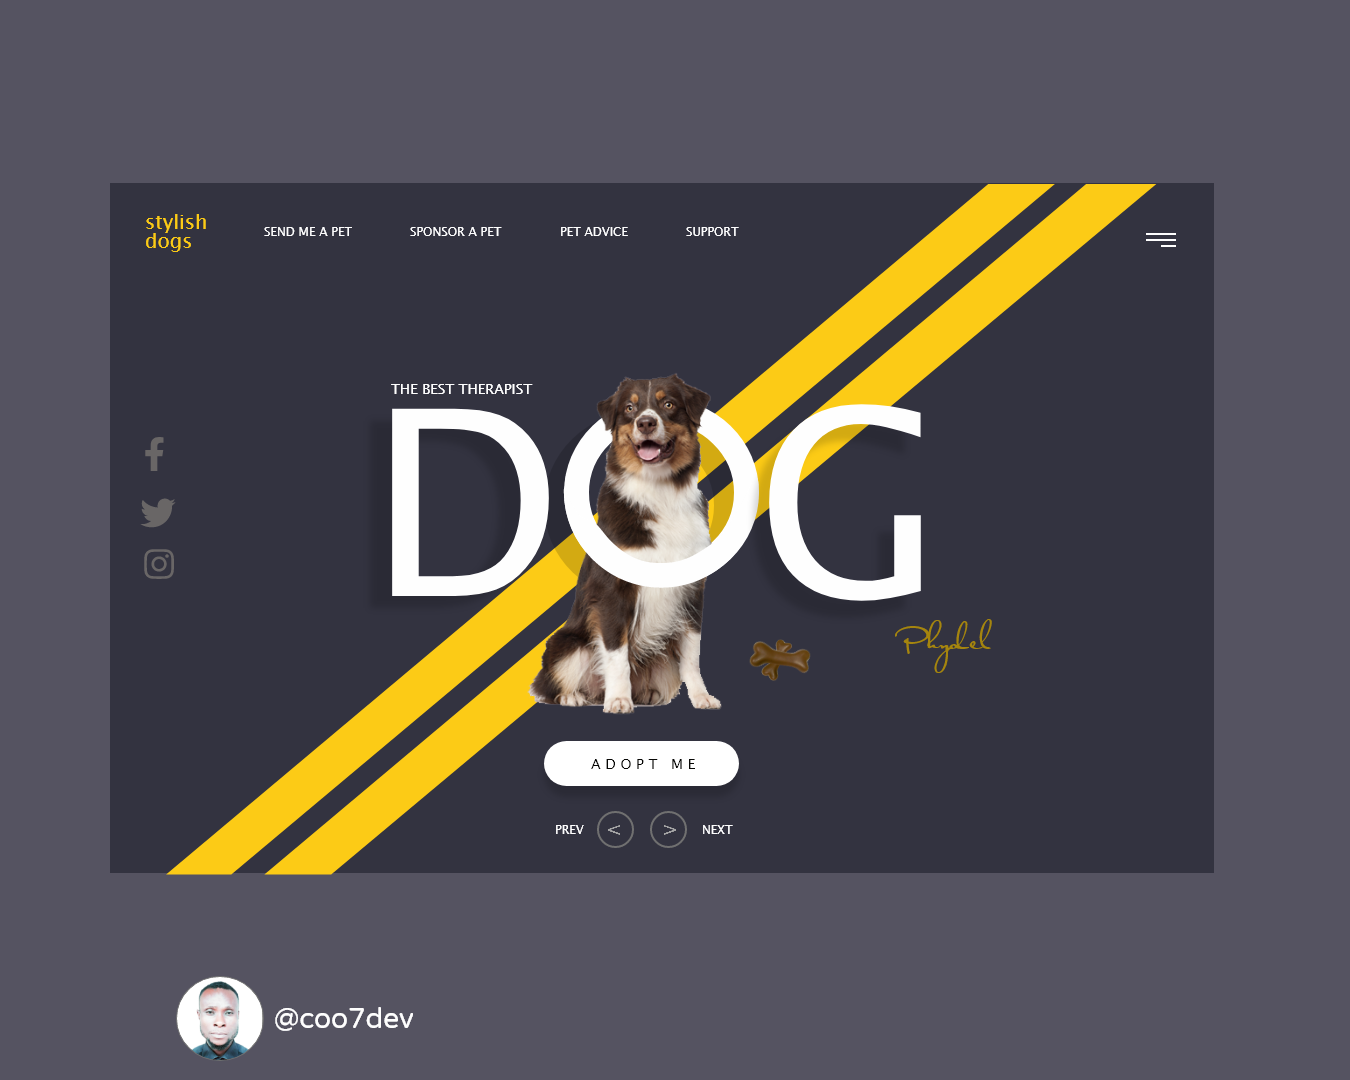 stylish
dogs
SEND ME A PET
SPONSOR A PET
PET ADVICE
SUPPORT
THE BEST THERAPIST
DOG
Phydel
ADOPT ME
PREV < > NEXT
@coo7dev